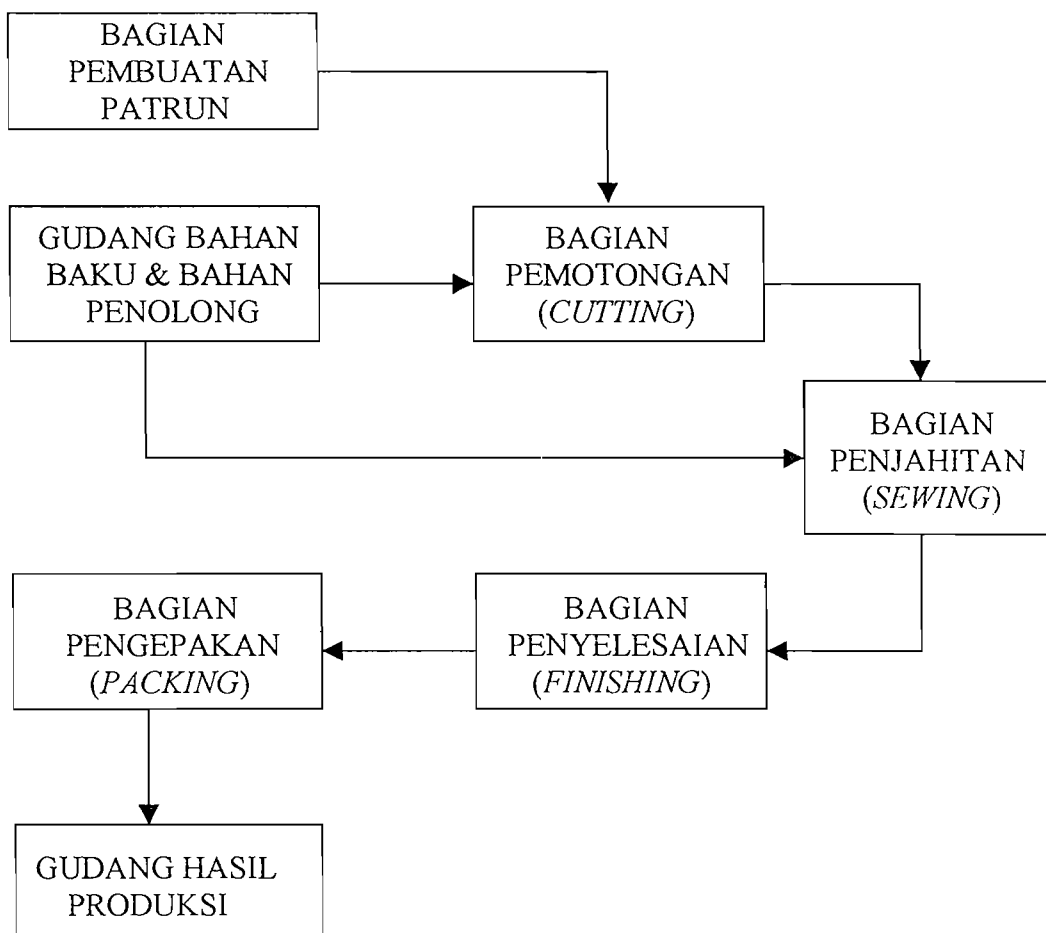 BAGIAN
PEMBUATAN
PATRUN
GUDANG BAHAN
BAKU & BAHAN
PENOLONG
BAGIAN
PEMOTONGAN
(CUTTING)
BAGIAN
PENJAHITAN
(SEWING)
BAGIAN
PENGEPAKAN
(PACKING)
BAGIAN
PENYELESAIAN
(FINISHING)
GUDANG HASIL
PRODUKSI